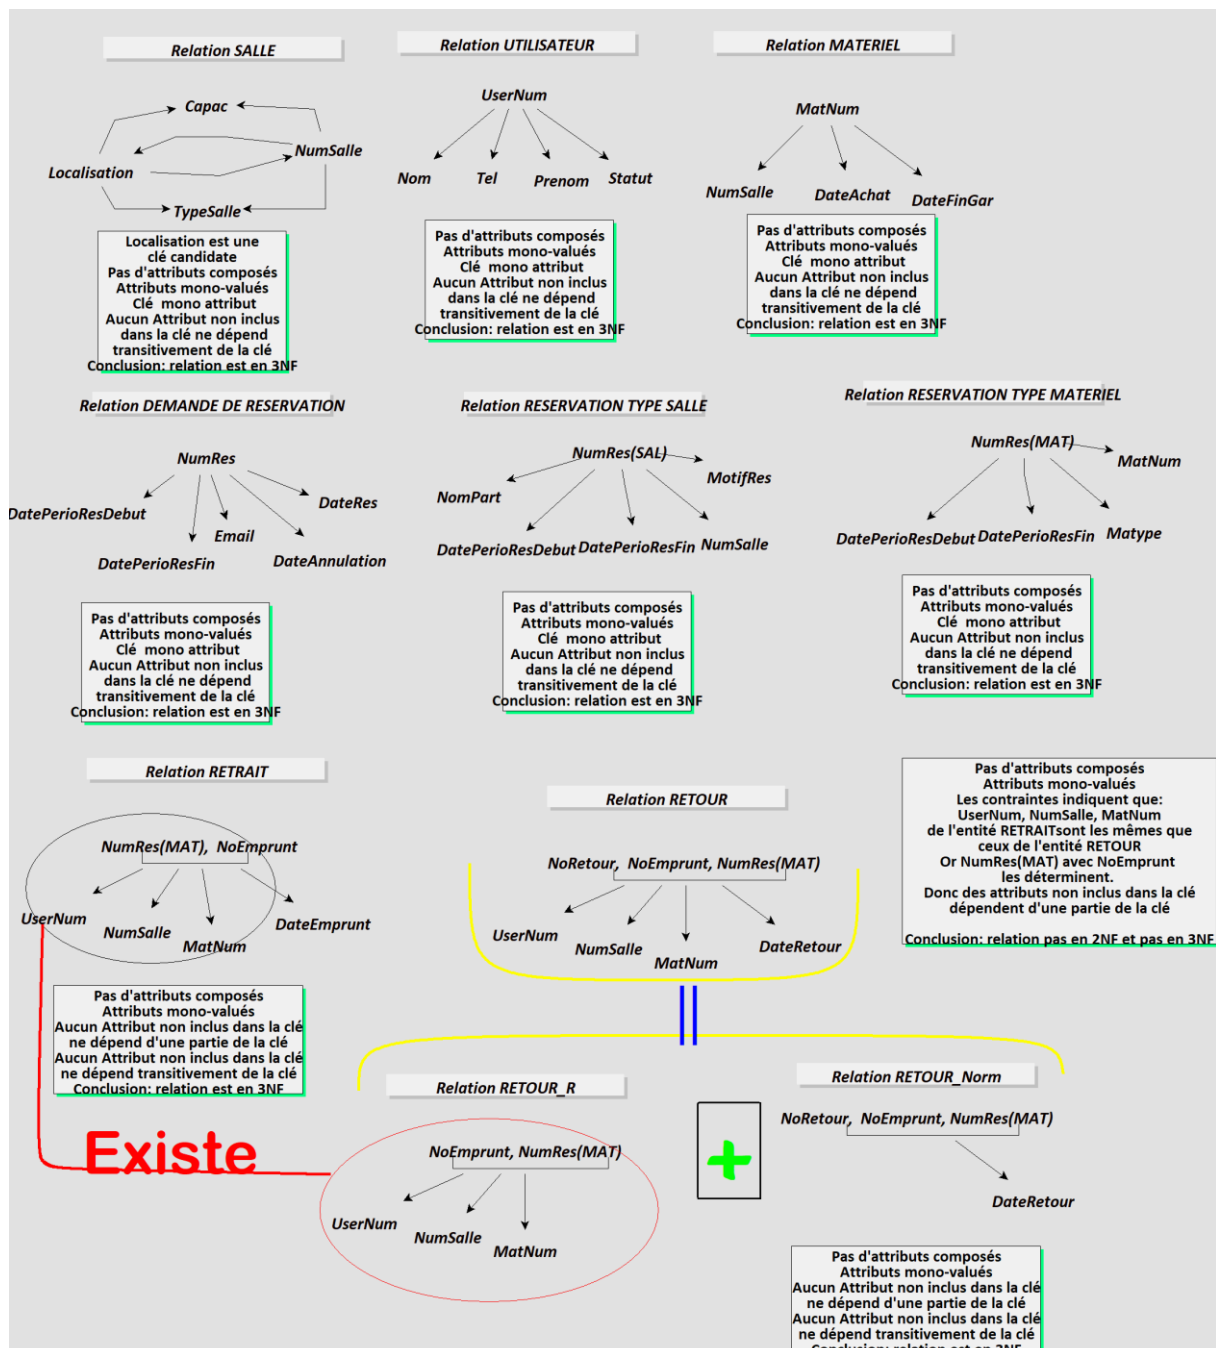 Relation SALLE
Relation UTILISATEUR
Relation MATERIEL
Capac
NumSalle
Localisation
TypeSalle
UserNum
Nom
Tel
Prenom
Statut
MatNum
NumSalle
DateAchat
DateFinGar
Localisation est une
clé candidate
Pas d'attributs composés
Attributs mono-valués
Clé mono attribut
Aucun Attribut non inclus
dans la clé ne dépend
transitivement de la clé
Conclusion: relation est en 3NF
Pas d'attributs composés
Attributs mono-valués
Clé mono attribut
Aucun Attribut non inclus
dans la clé ne dépend
transitivement de la clé
Conclusion: relation est en 3NF
Pas d'attributs composés
Attributs mono-valués
Clé mono attribut
Aucun Attribut non inclus
dans la clé ne dépend
transitivement de la clé
Conclusion: relation est en 3NF
Relation DEMANDE DE RESERVATION
Relation RESERVATION TYPE SALLE
Relation RESERVATION TYPE MATERIEL
NumRes
DateRes
DatePerioResDebut
Email
DatePerioResFin
DateAnnulation
NumRes(SAL)
MotifRes
NomPart
DatePerioResDebut
DatePerioResFin
NumSalle
NumRes(MAT)
MatNum
DatePerioResDebut
DatePerioResFin
Matype
Pas d'attributs composés
Attributs mono-valués
Clé mono attribut
Aucun Attribut non inclus
dans la clé ne dépend
transitivement de la clé
Conclusion: relation est en 3NF
Pas d'attributs composés
Attributs mono-valués
Clé mono attribut
Aucun Attribut non inclus
dans la clé ne dépend
transitivement de la clé
Conclusion: relation est en 3NF
Pas d'attributs composés
Attributs mono-valués
Clé mono attribut
Aucun Attribut non inclus
dans la clé ne dépend
transitivement de la clé
Conclusion: relation est en 3NF
Relation RETRAIT
NumRes(MAT), NoEmprunt
UserNum
NumSalle
MatNum
DateEmprunt
Pas d'attributs composés
Attributs mono-valués
Aucun Attribut non inclus dans la clé
ne dépend d'une partie de la clé
Aucun Attribut non inclus dans la clé
ne dépend transitivement de la clé
Conclusion: relation est en 3NF
Relation RETOUR
NoRetour, NoEmprunt, NumRes(MAT)
UserNum
NumSalle
MatNum
DateRetour
Pas d'attributs composés
Attributs mono-valués
Les contraintes indiquent que:
UserNum, NumSalle, MatNum
de l'entité RETRAITsont les mêmes que
ceux de l'entité RETOUR
Or NumRes(MAT) avec NoEmprunt
les déterminent.
Donc des attributs non inclus dans la clé
dépendent d'une partie de la clé
Conclusion: relation pas en 2NF et pas en 3NF
Existe
Relation RETOUR_R
NoEmprunt, NumRes(MAT)
UserNum
NumSalle
MatNum
+
Relation RETOUR_Norm
NoRetour, NoEmprunt, NumRes(MAT)
DateRetour
Pas d'attributs composés
Attributs mono-valués
Aucun Attribut non inclus dans la clé
ne dépend d'une partie de la clé
Aucun Attribut non inclus dans la clé
ne dépend transitivement de la clé
Conclusion: relation est en 3NF